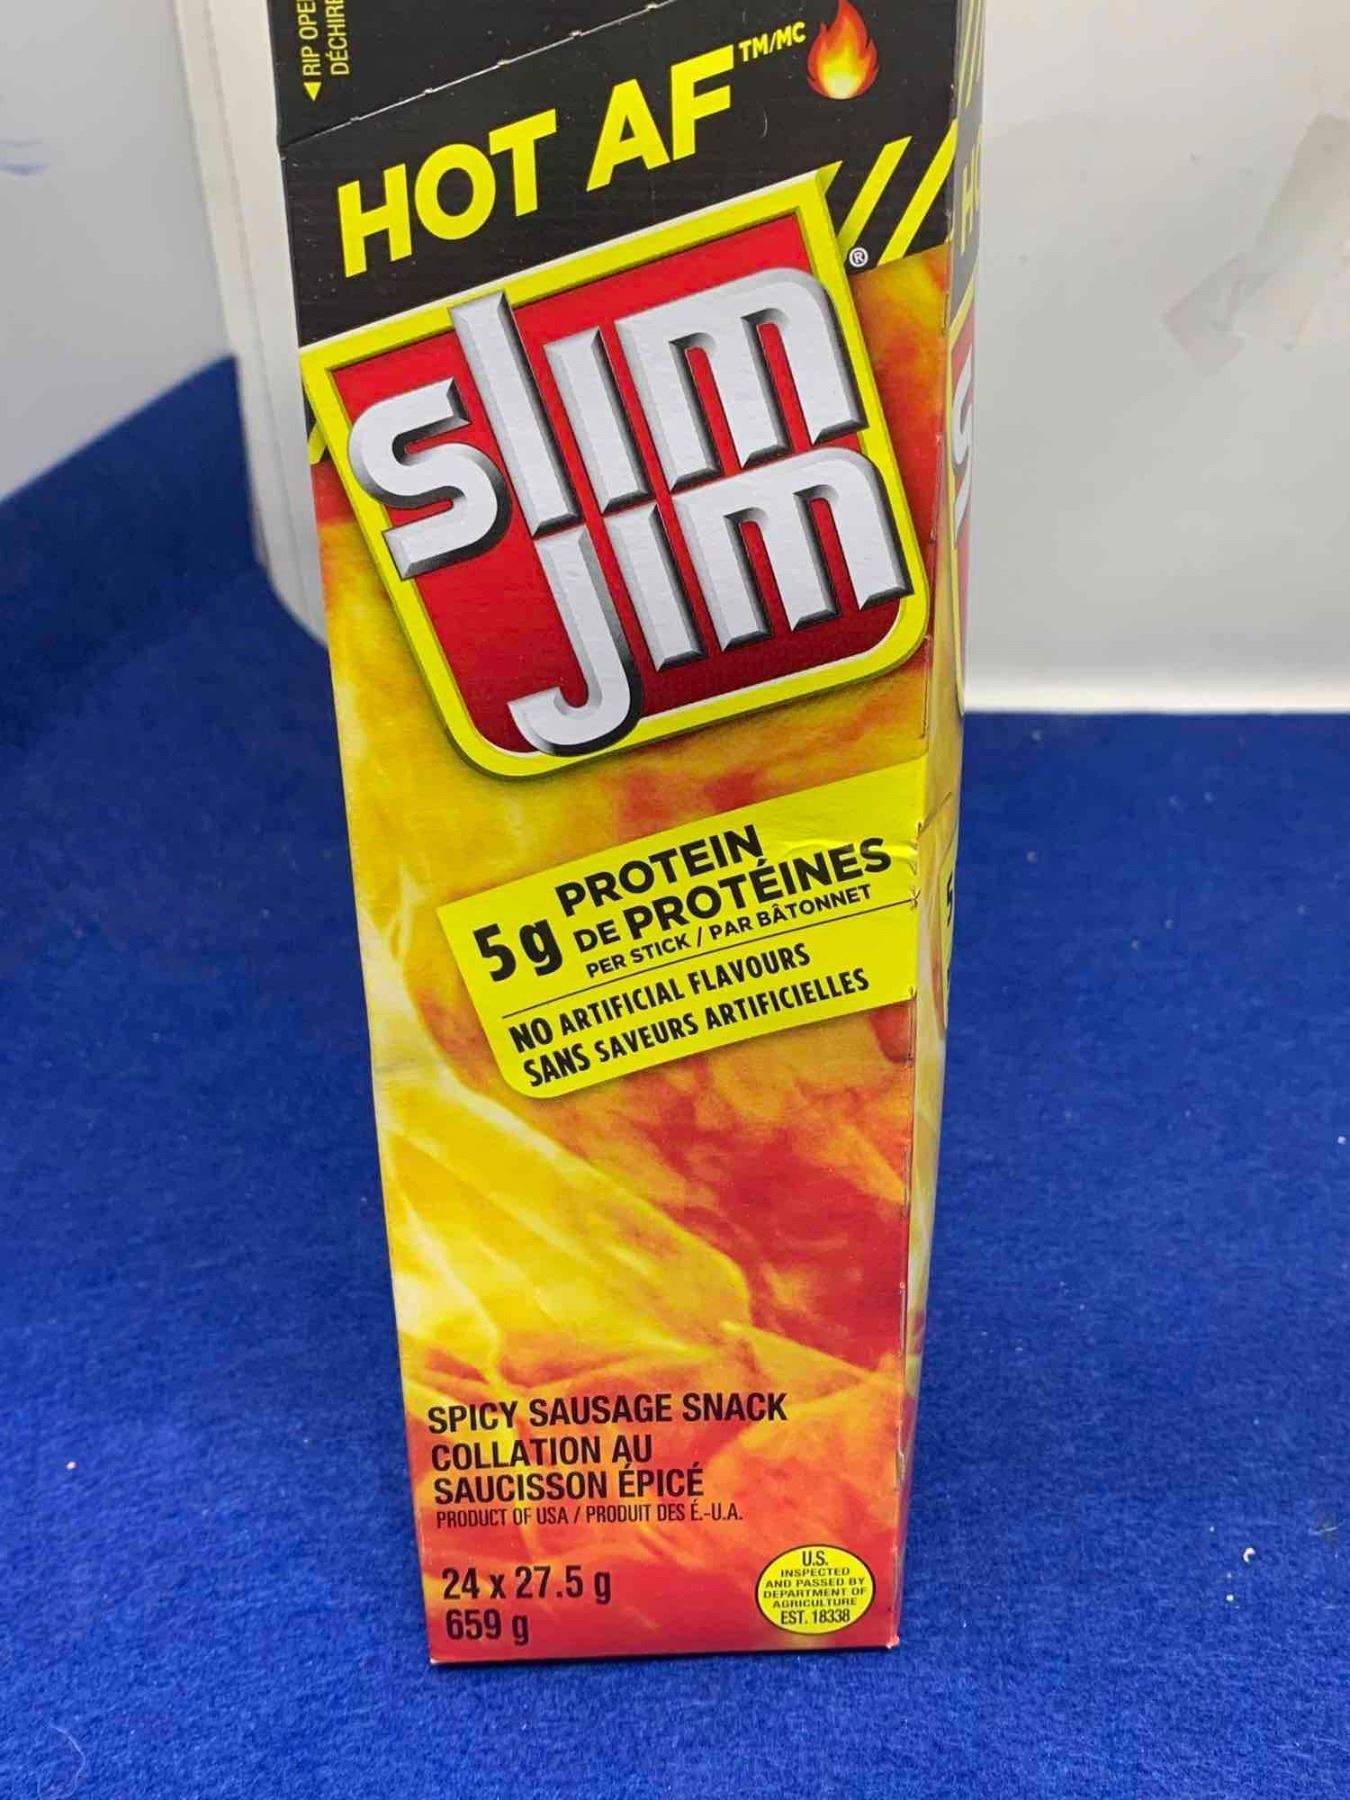 RIP OPE
DÉCHIRE
HOT AF TM/MC
slim ®
jim
5 g PROTEIN
DE PROTÉINES
PER STICK / PAR BÂTONNET
NO ARTIFICIAL FLAVOURS
SANS SAVEURS ARTIFICIELLES
SPICY SAUSAGE SNACK
COLLATION AU
SAUCISSON ÉPICÉ
PRODUCT OF USA / PRODUIT DES É.-U.A.
24 x 27.5 g
659 g
U.S.
INSPECTED
AND PASSED BY
DEPARTMENT OF
AGRICULTURE
EST. 18338